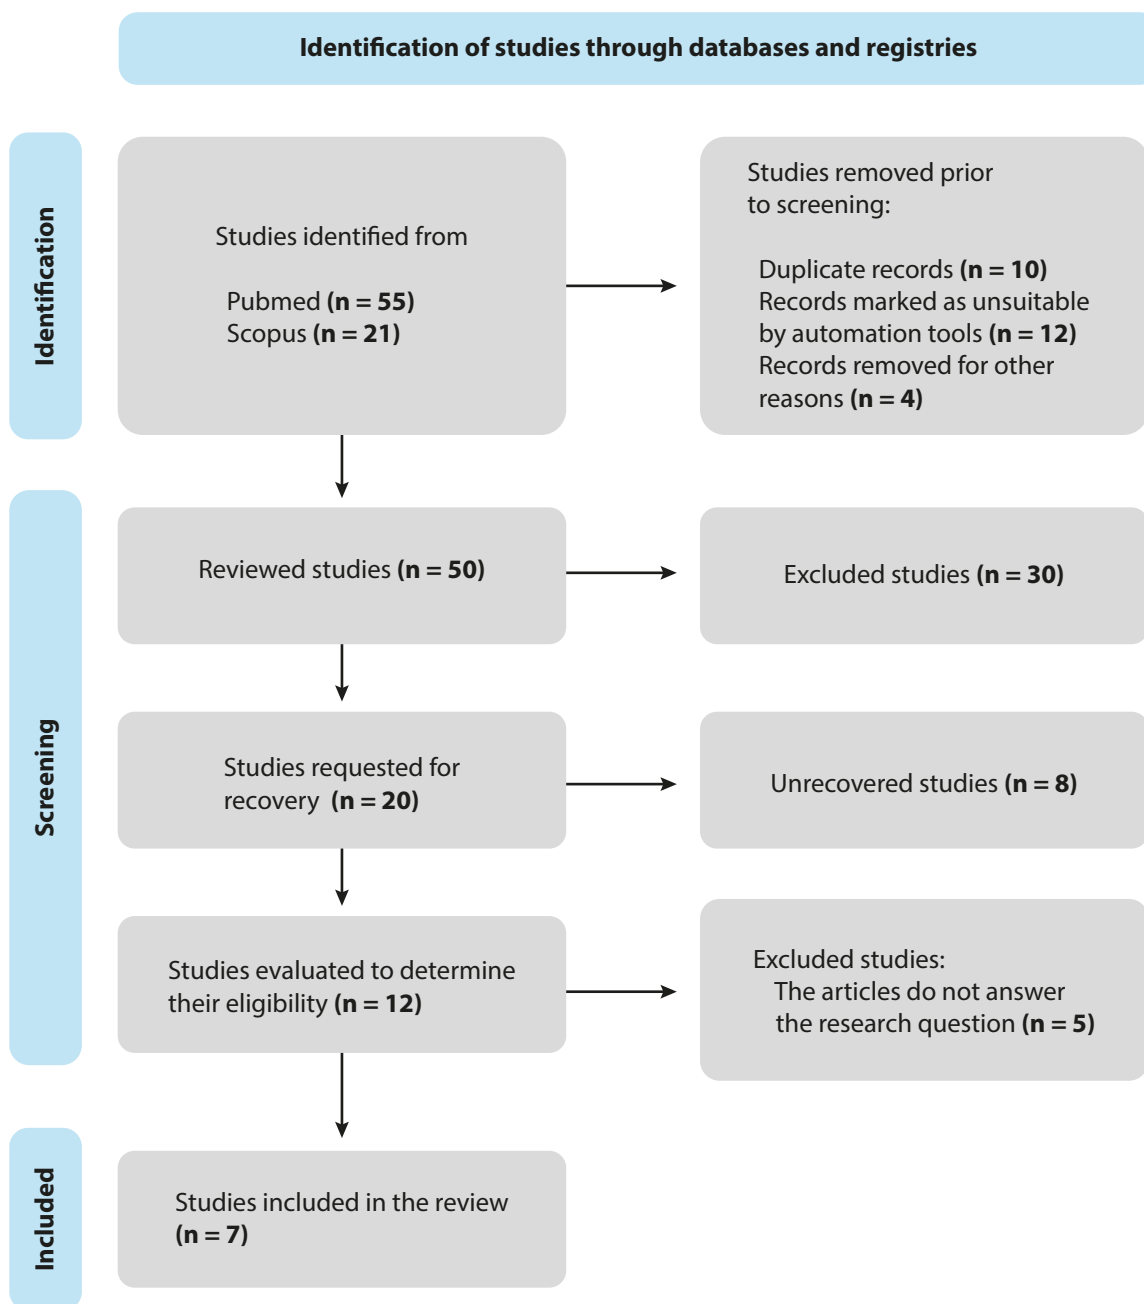 Identification of studies through databases and registries
Identification
Studies identified from
Pubmed (n = 55)
Scopus (n = 21)
Studies removed prior
to screening:
Duplicate records (n = 10)
Records marked as unsuitable
by automation tools (n = 12)
Records removed for other
reasons (n = 4)
Screening
Reviewed studies (n = 50)
Excluded studies (n = 30)
Studies requested for
recovery (n = 20)
Unrecovered studies (n = 8)
Studies evaluated to determine
their eligibility (n = 12)
Excluded studies:
The articles do not answer
the research question (n = 5)
Included
Studies included in the review
(n = 7)